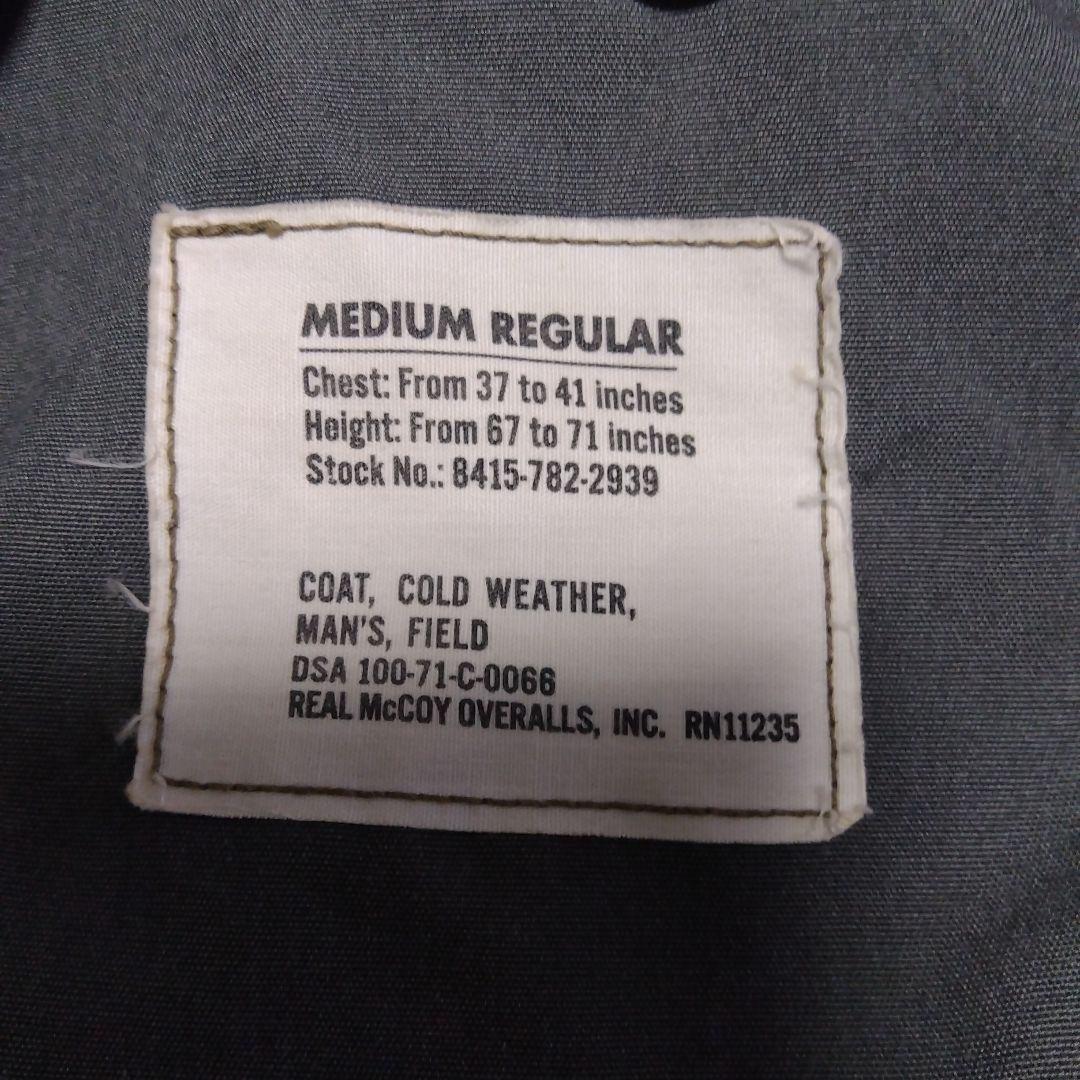 MEDIUM REGULAR
Chest: From 37 to 41 inches
Height: From 67 to 71 inches
Stock No.: 8415-782-2939
COAT, COLD WEATHER,
MAN'S, FIELD
DSA 100-71-C-0066
REAL McCOY OVERALLS, INC. RN11235